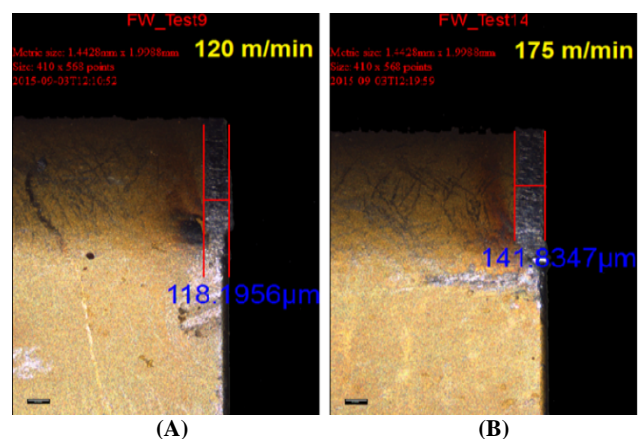 FW_Test9
Metric size: 1.4428mm x 1.9988mm
120 m/min
Size: 410 x 568 points
2015-09-03T12:10:52
118.1956µm
(A)
FW_Test14
Metric size: 1.4428mm x 1.9988mm
175 m/min
Size: 410 x 568 points
2015-09-03T12:19:59
141.8347µm
(B)